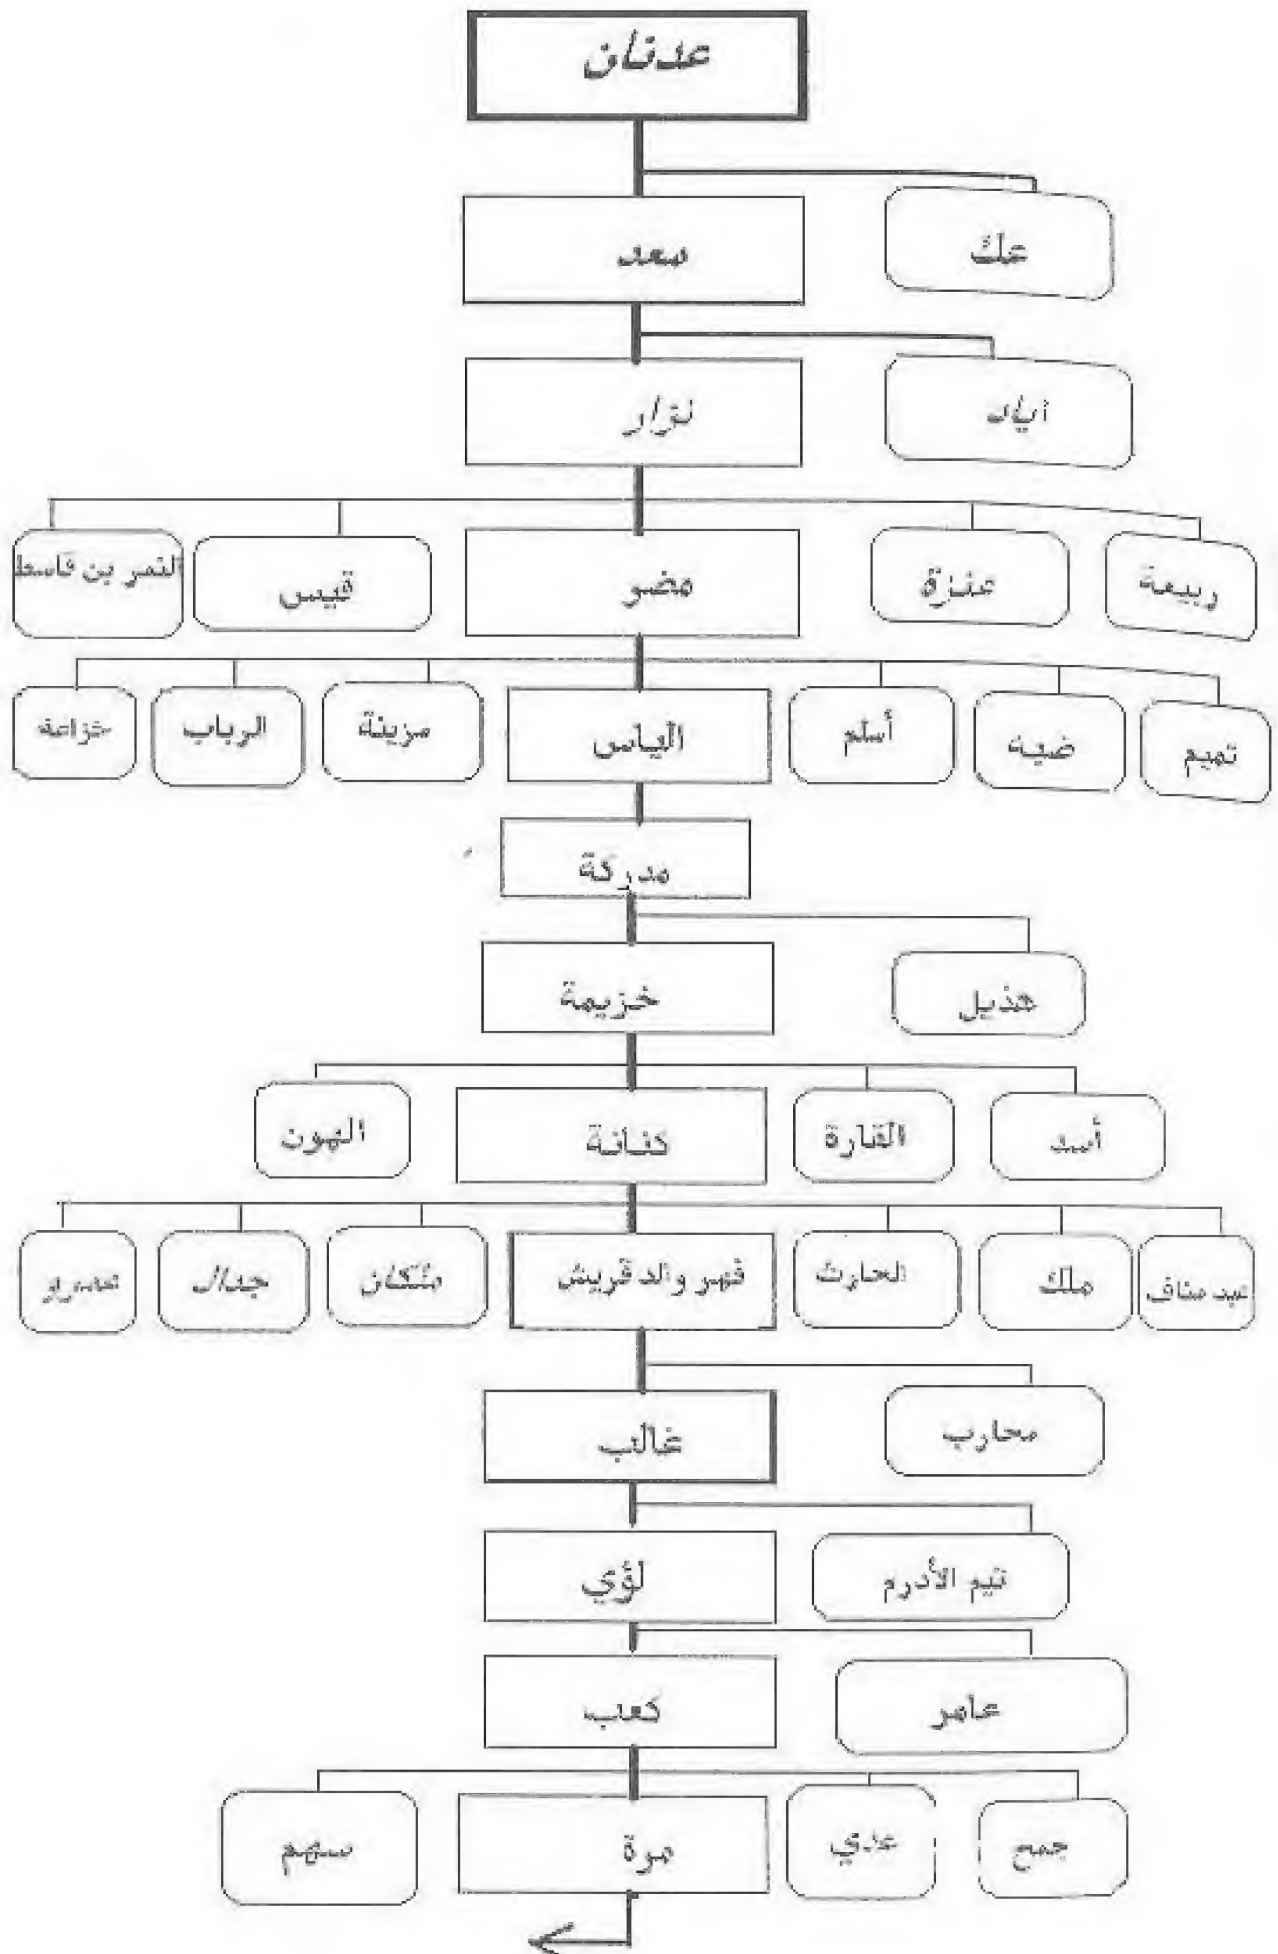 عدنان
معد
عك
نزار
اياد
ربيعة
عنزة
مضر
قيس
النمر بن قاسط
تميم
ضبه
أسلم
الياس
مزينة
الرباب
خزاعة
مدركة
خزيمة
هذيل
أسد
القارة
كنانة
الهون
عبد مناف
ملك
الحارث
فهر والد قريش
ملكان
جدال
عمرو
غالب
محارب
لؤي
تيم الأدرم
كعب
عامر
جمح
عدي
مرة
سهم